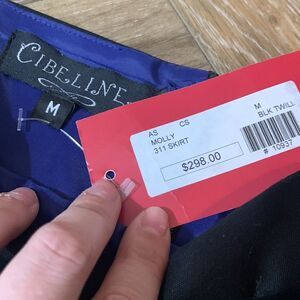 CIBELINE
M
AS CS M
MOLLY BLK TWILL
311 SKIRT
$298.00
# 10937